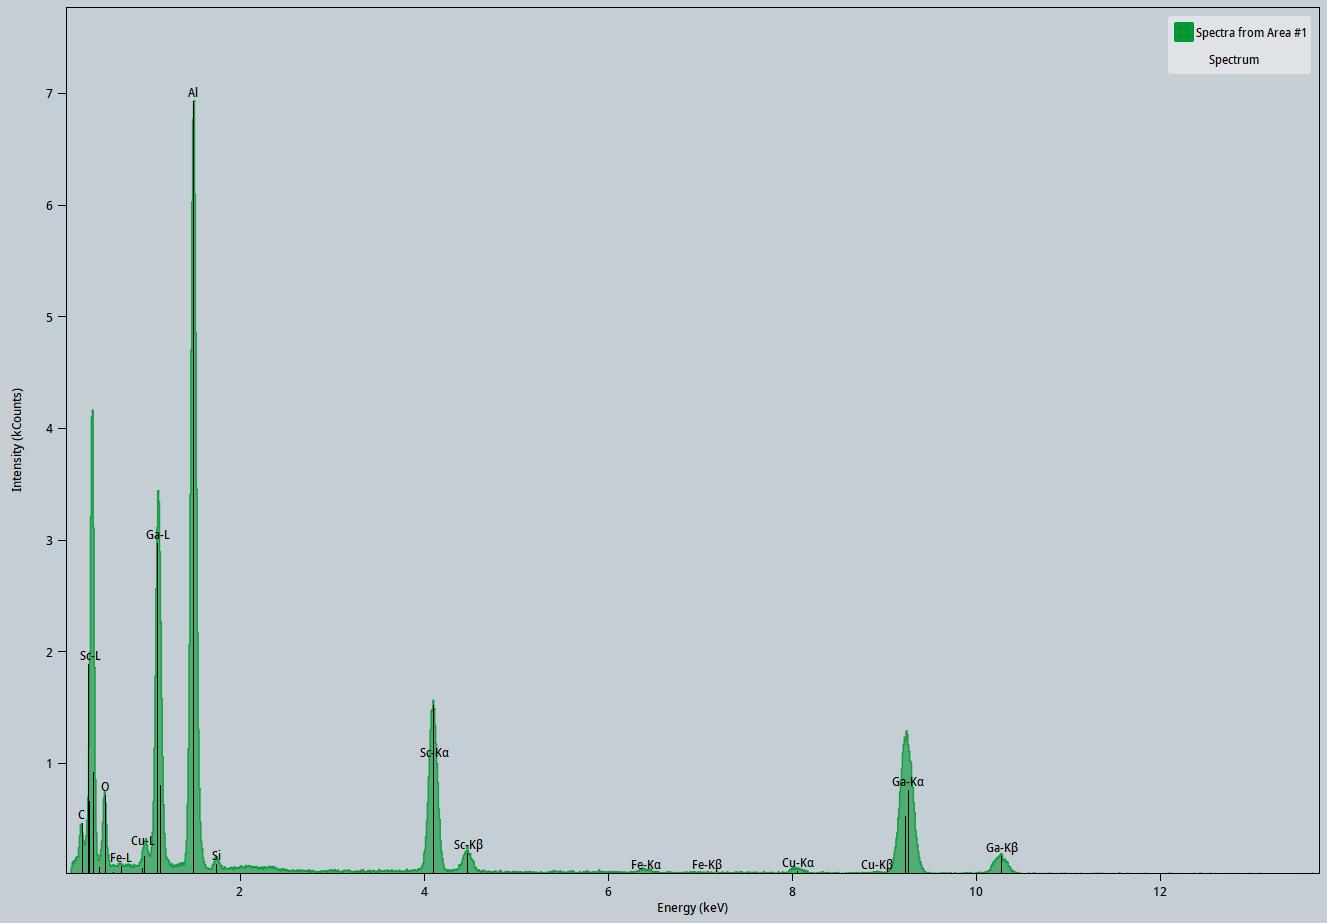 Spectra from Area #1
Spectrum
7
6
5
4
3
2
1
Intensity (kCounts)
Al
Ga-L
Sc-L
O
C
Cu-L
Fe-L
Si
Sc-Kα
Sc-Kβ
Fe-Kα
Fe-Kβ
Cu-Kα
Cu-Kβ
Ga-Kα
Ga-Kβ
2
4
6
8
10
12
Energy (keV)